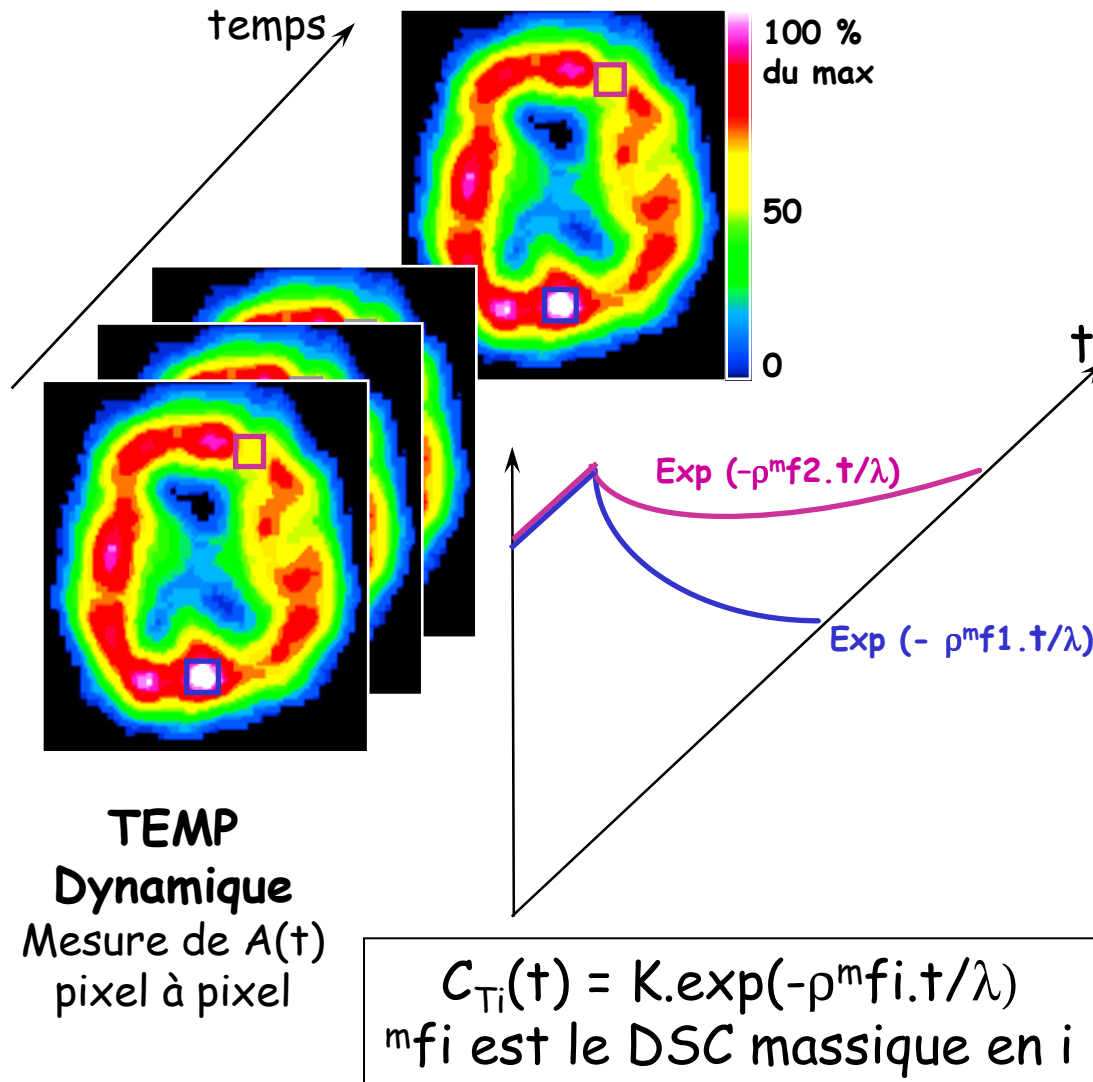 temps
100 %
du max
50
0
t
Exp (-ρᵐf2.t/λ)
Exp (- ρᵐf1.t/λ)
TEMP
Dynamique
Mesure de A(t)
pixel à pixel
C_Ti(t) = K.exp(-ρᵐfi.t/λ)
ᵐfi est le DSC massique en i